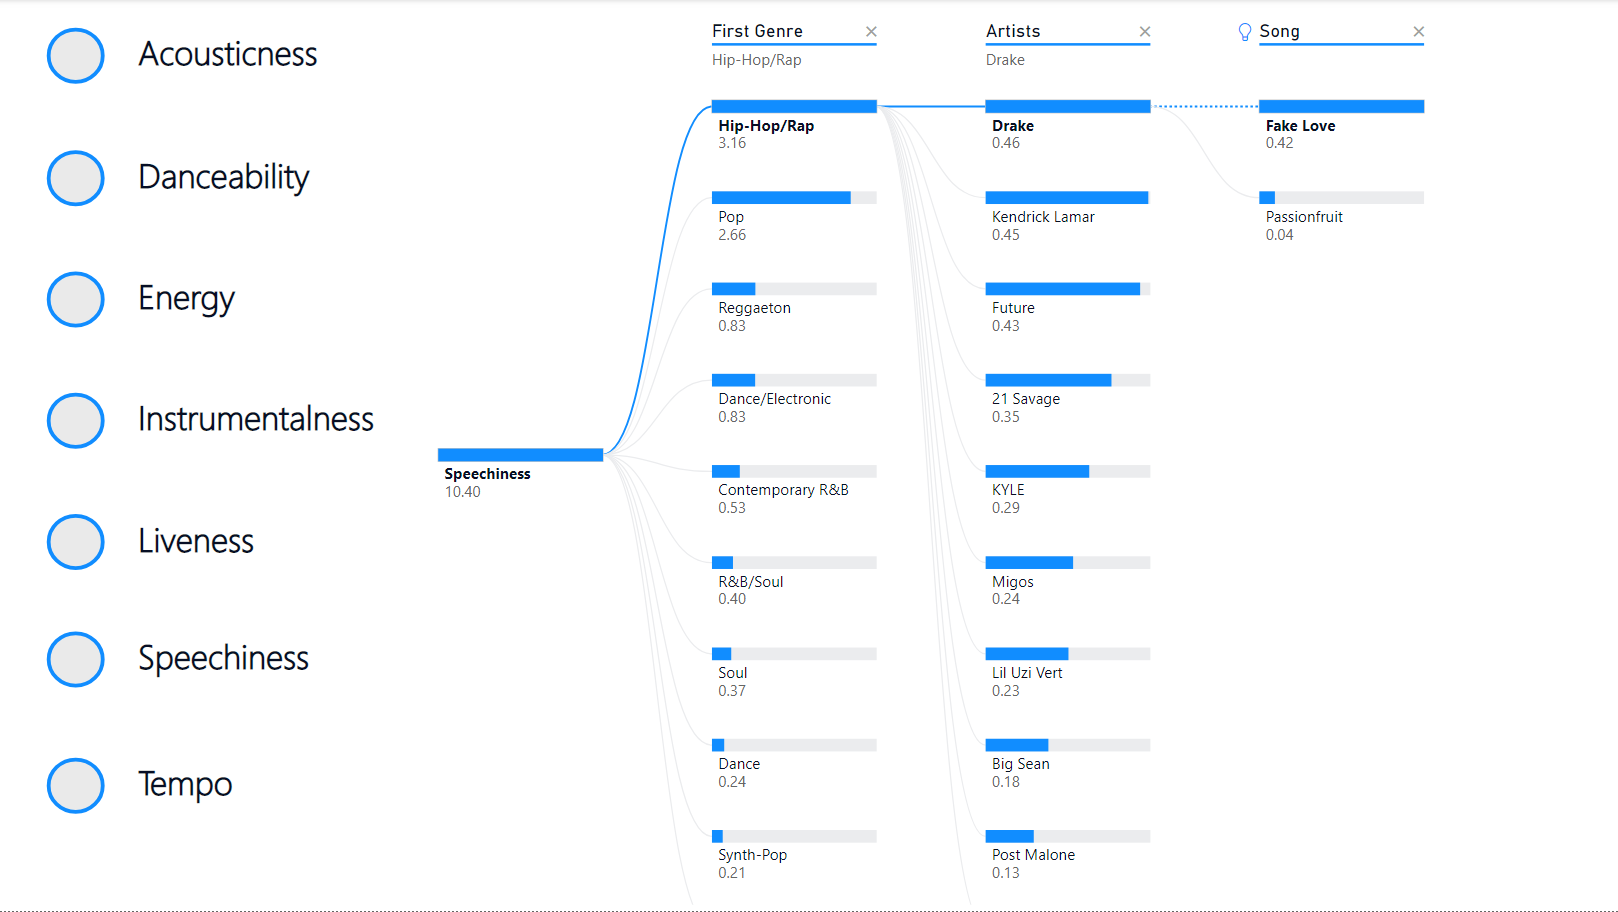 Acousticness
Danceability
Energy
Instrumentalness
Liveness
Speechiness
Tempo
Speechiness
10.40
First Genre
Hip-Hop/Rap
Hip-Hop/Rap
3.16
Pop
2.66
Reggaeton
0.83
Dance/Electronic
0.83
Contemporary R&B
0.53
R&B/Soul
0.40
Soul
0.37
Dance
0.24
Synth-Pop
0.21
Artists
Drake
Drake
0.46
Kendrick Lamar
0.45
Future
0.43
21 Savage
0.35
KYLE
0.29
Migos
0.24
Lil Uzi Vert
0.23
Big Sean
0.18
Post Malone
0.13
Song
Fake Love
0.42
Passionfruit
0.04